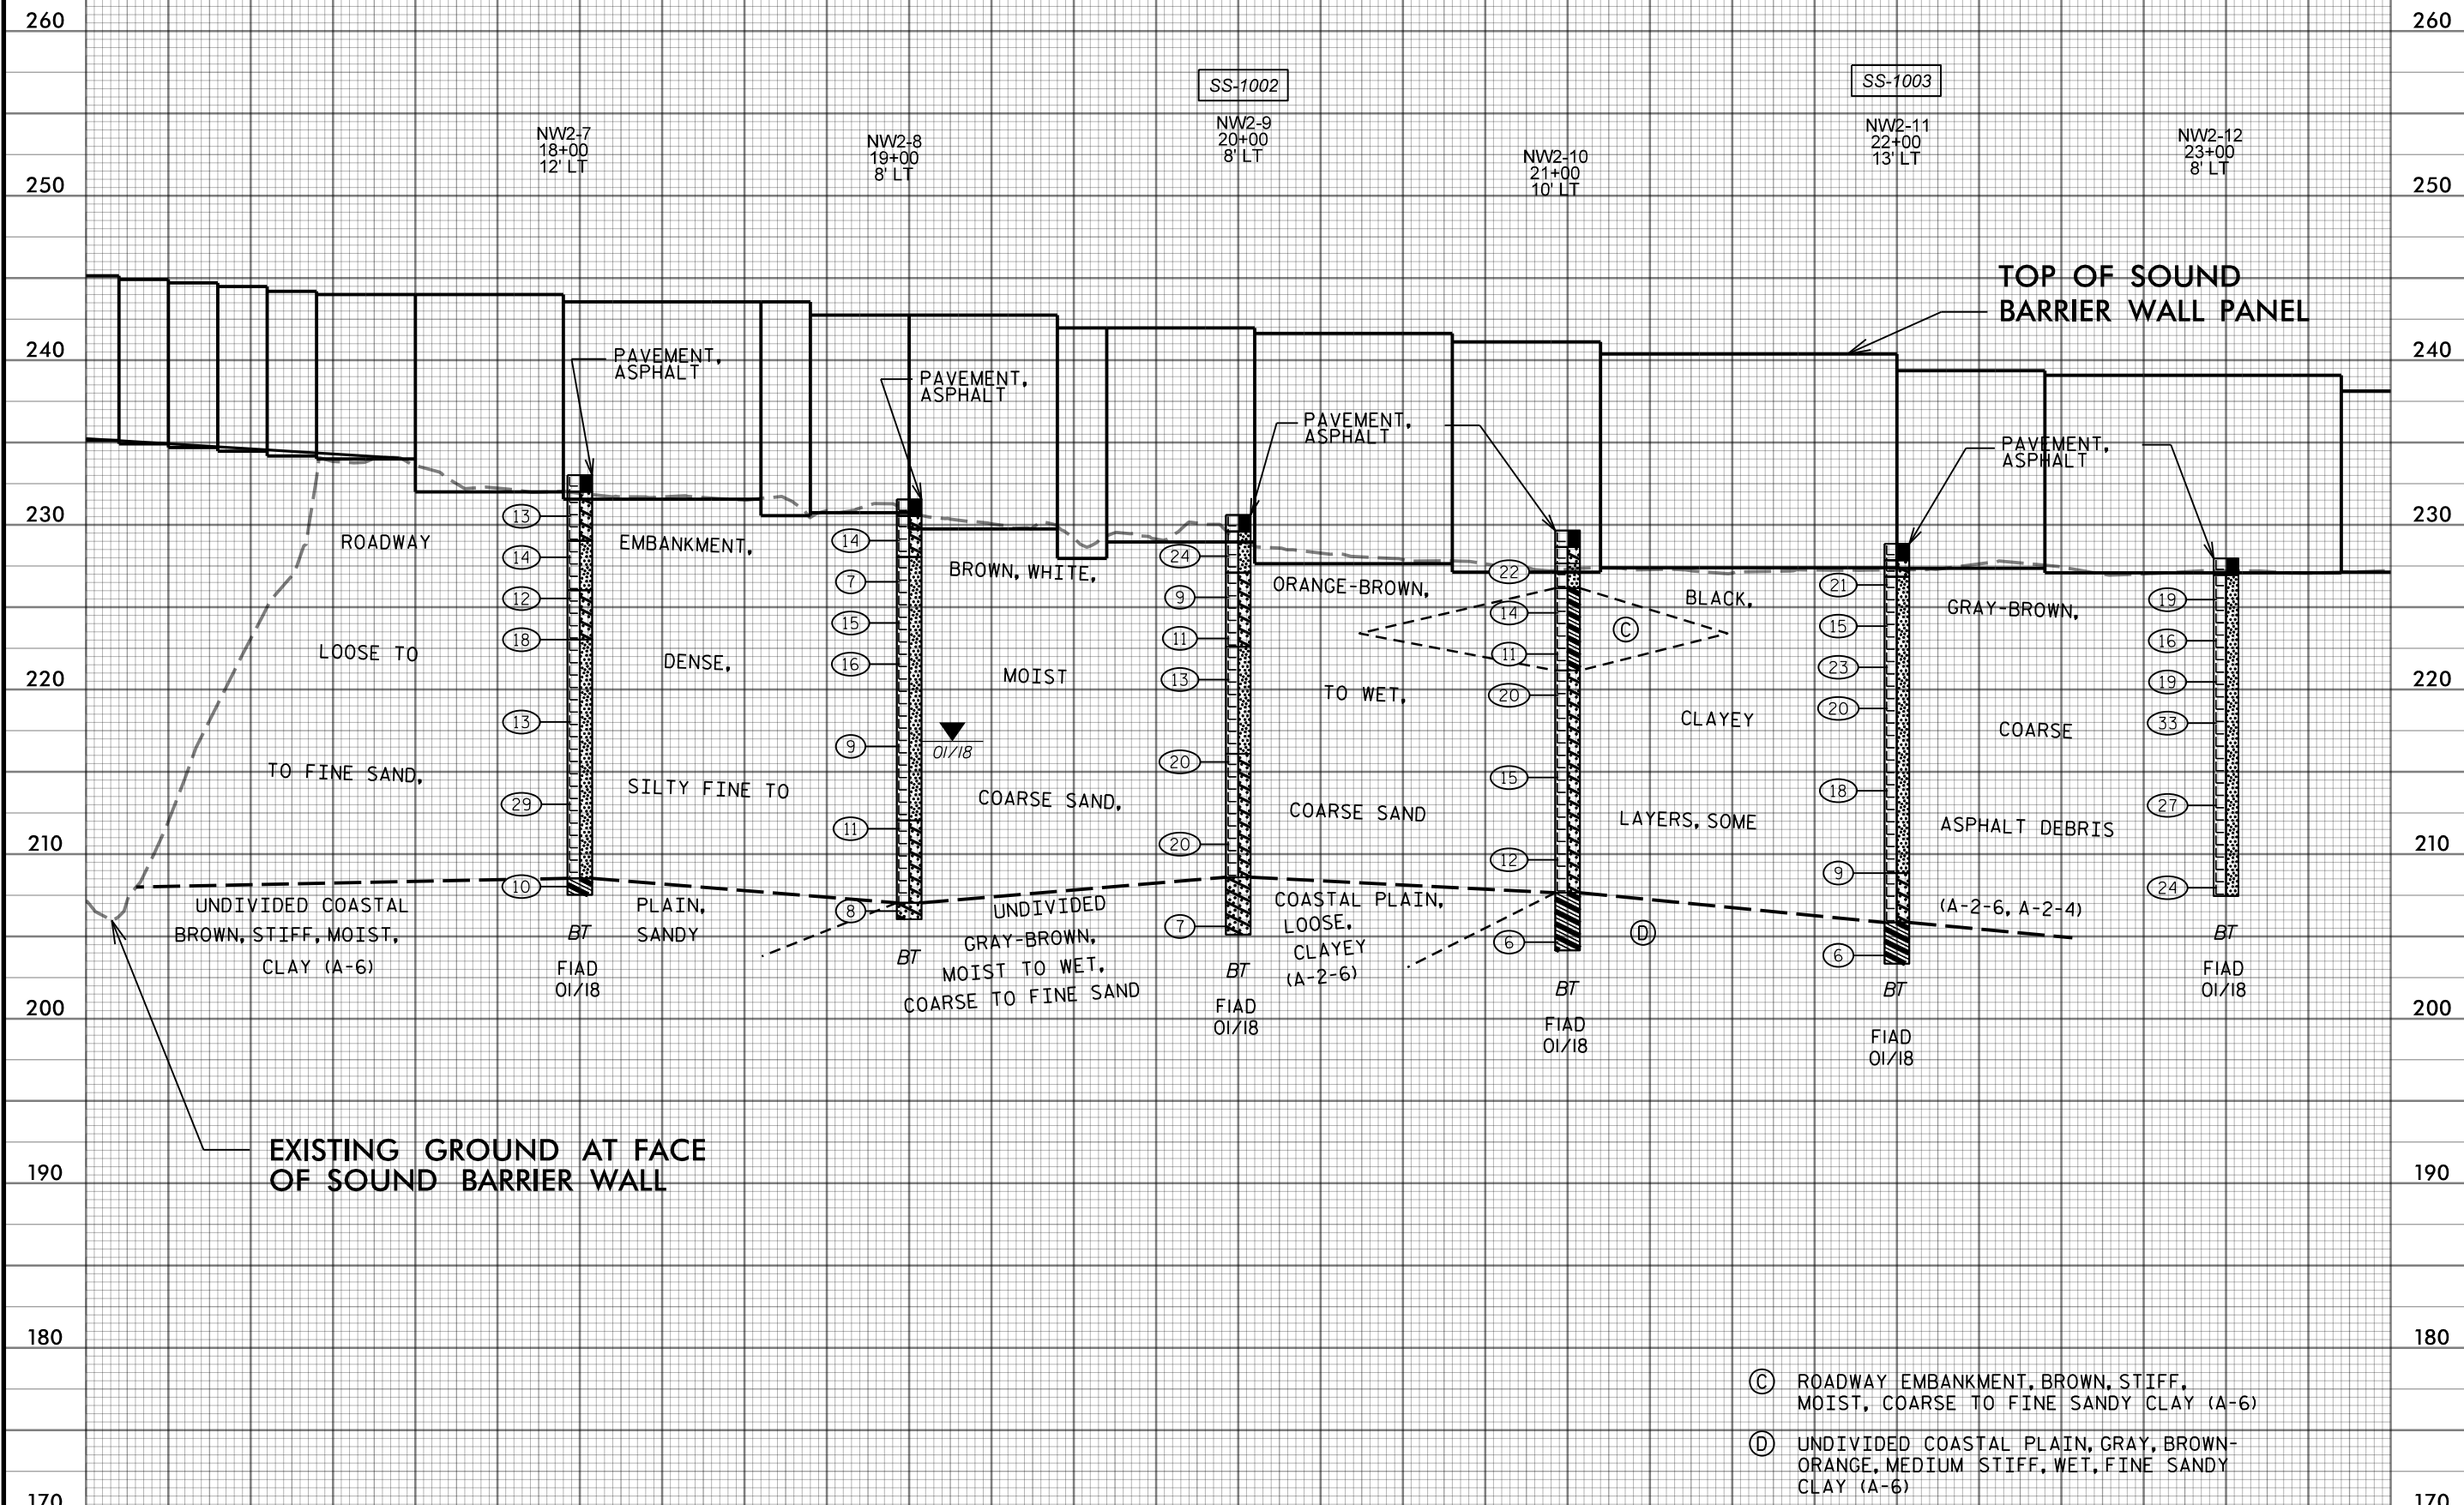 260
260
SS-1002
SS-1003
NW2-7
18+00
12' LT
NW2-8
19+00
8' LT
NW2-9
20+00
8' LT
NW2-10
21+00
10' LT
NW2-11
22+00
13' LT
NW2-12
23+00
8' LT
250
250
TOP OF SOUND
BARRIER WALL PANEL
240
240
PAVEMENT,
ASPHALT
PAVEMENT,
ASPHALT
PAVEMENT,
ASPHALT
PAVEMENT,
ASPHALT
230
230
13
14
12
18
13
29
10
14
7
15
16
9
11
8
24
9
11
13
20
20
7
22
14
11
20
15
12
6
21
15
23
20
18
9
6
19
16
19
33
27
24
ROADWAY
EMBANKMENT,
BROWN, WHITE,
ORANGE-BROWN,
BLACK,
GRAY-BROWN,
C
220
220
LOOSE TO
DENSE,
MOIST
TO WET,
CLAYEY
COARSE
01/18
TO FINE SAND,
SILTY FINE TO
COARSE SAND,
COARSE SAND
LAYERS, SOME
ASPHALT DEBRIS
210
210
(A-2-6, A-2-4)
UNDIVIDED COASTAL
BROWN, STIFF, MOIST,
CLAY (A-6)
PLAIN,
SANDY
UNDIVIDED
GRAY-BROWN,
MOIST TO WET,
COARSE TO FINE SAND
COASTAL PLAIN,
LOOSE,
CLAYEY
(A-2-6)
D
BT
FIAD
01/18
BT
BT
FIAD
01/18
BT
FIAD
01/18
BT
FIAD
01/18
BT
FIAD
01/18
200
200
EXISTING GROUND AT FACE
OF SOUND BARRIER WALL
190
190
180
180
C ROADWAY EMBANKMENT, BROWN, STIFF,
MOIST, COARSE TO FINE SANDY CLAY (A-6)
D UNDIVIDED COASTAL PLAIN, GRAY, BROWN-
ORANGE, MEDIUM STIFF, WET, FINE SANDY
CLAY (A-6)
170
170